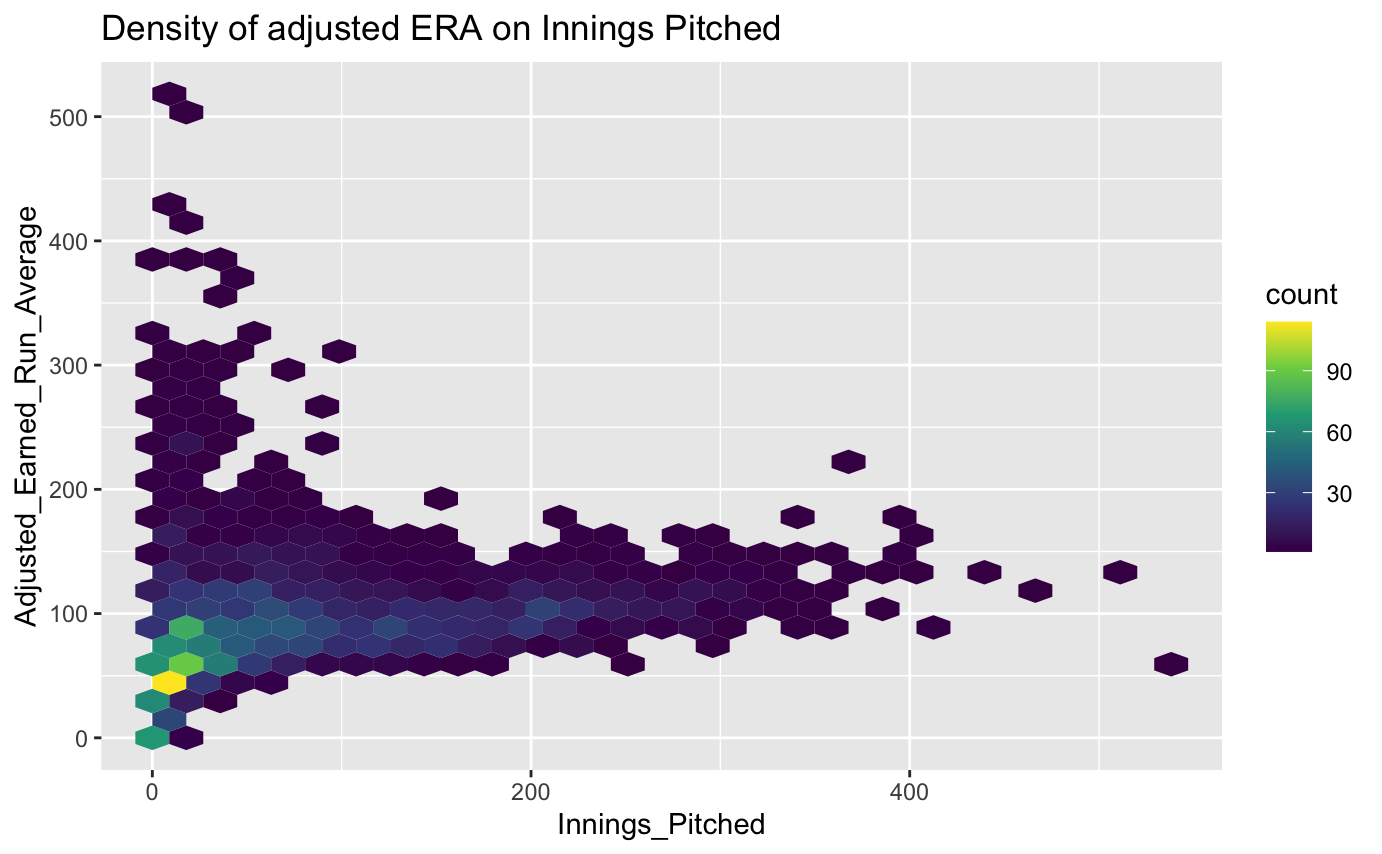 Density of adjusted ERA on Innings Pitched
Adjusted_Earned_Run_Average
500
400
300
200
100
0
0 200 400
Innings_Pitched
count
90
60
30